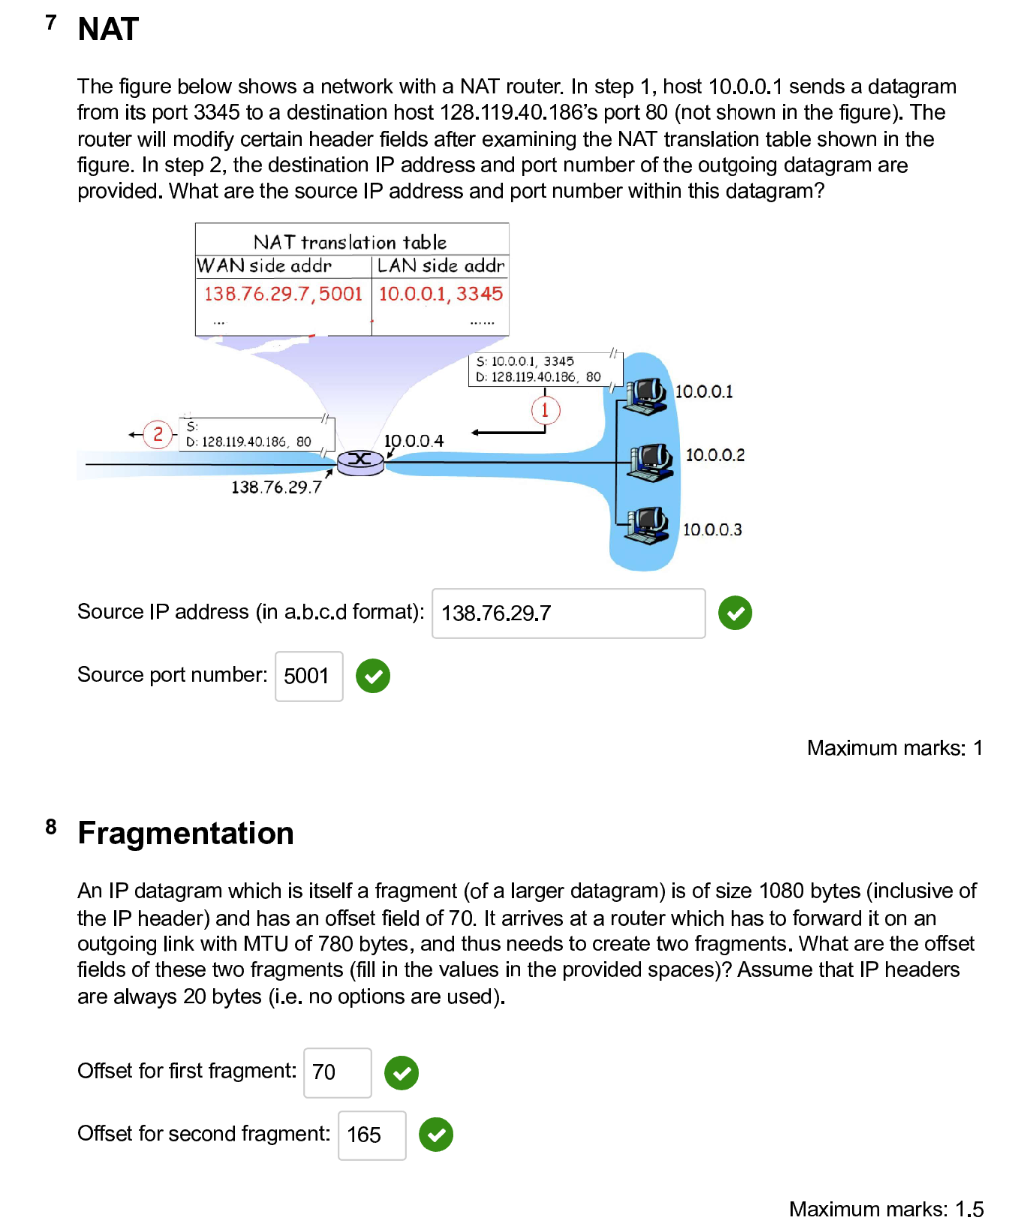 7 NAT
The figure below shows a network with a NAT router. In step 1, host 10.0.0.1 sends a datagram
from its port 3345 to a destination host 128.119.40.186's port 80 (not shown in the figure). The
router will modify certain header fields after examining the NAT translation table shown in the
figure. In step 2, the destination IP address and port number of the outgoing datagram are
provided. What are the source IP address and port number within this datagram?
NAT translation table
WAN side addr LAN side addr
138.76.29.7, 5001 10.0.0.1, 3345
... ......
S: 10.0.0.1, 3345
D: 128.119.40.186, 80
10.0.0.1
1
2
S:
D: 128.119.40.186, 80
10.0.0.4
10.0.0.2
138.76.29.7
10.0.0.3
Source IP address (in a.b.c.d format): 138.76.29.7
Source port number: 5001
Maximum marks: 1
8 Fragmentation
An IP datagram which is itself a fragment (of a larger datagram) is of size 1080 bytes (inclusive of
the IP header) and has an offset field of 70. It arrives at a router which has to forward it on an
outgoing link with MTU of 780 bytes, and thus needs to create two fragments. What are the offset
fields of these two fragments (fill in the values in the provided spaces)? Assume that IP headers
are always 20 bytes (i.e. no options are used).
Offset for first fragment: 70
Offset for second fragment: 165
Maximum marks: 1.5